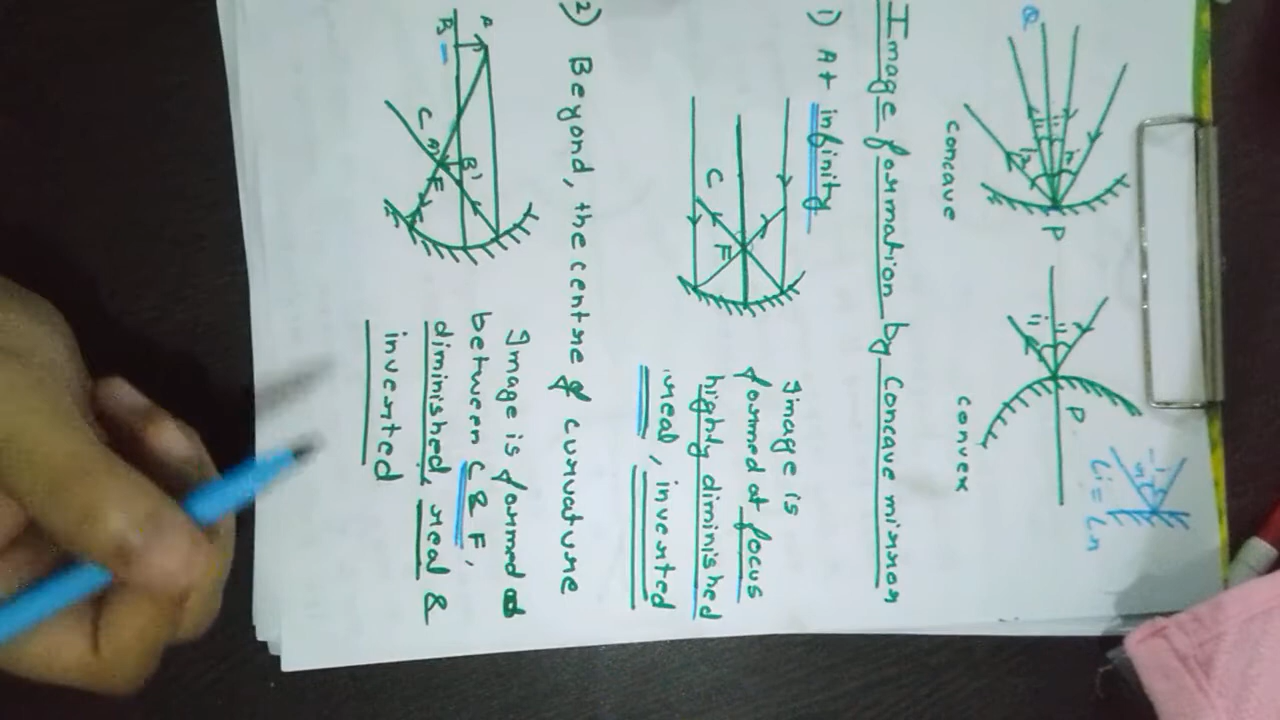 concave
P
convex
P
∠i = ∠r
Image formation by Concave mirror
1) At infinity
C
F
Image is
formed at focus
highly diminished
real, inverted
2) Beyond, the centre of curvature
A
B
C
A'
B'
F
Image is formed
between C & F,
diminished, real &
inverted